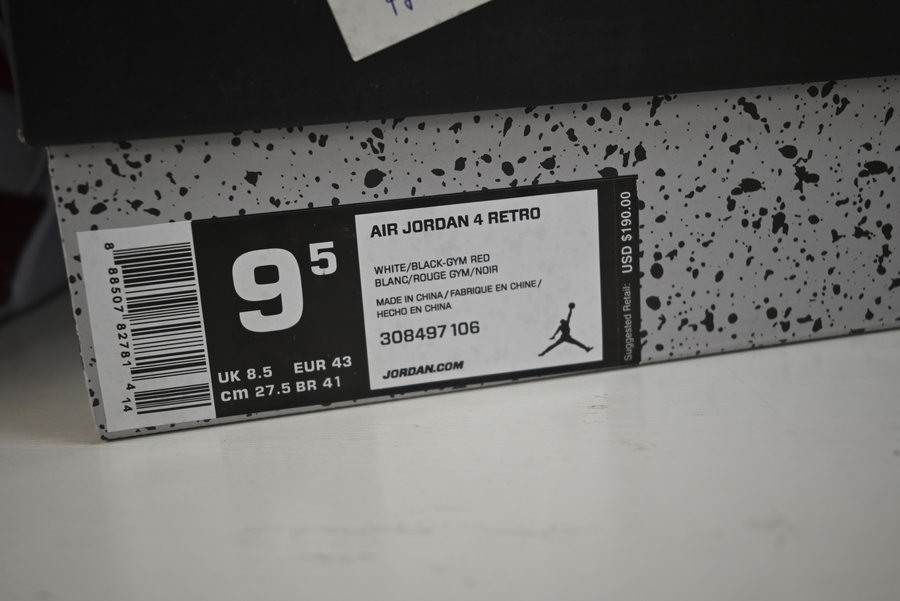 8 88507 82781 4 14
9⁵
UK 8.5 EUR 43
cm 27.5 BR 41
AIR JORDAN 4 RETRO
WHITE/BLACK-GYM RED
BLANC/ROUGE GYM/NOIR
MADE IN CHINA/FABRIQUE EN CHINE/
HECHO EN CHINA
308497 106
JORDAN.COM
Suggested Retail: USD $190.00